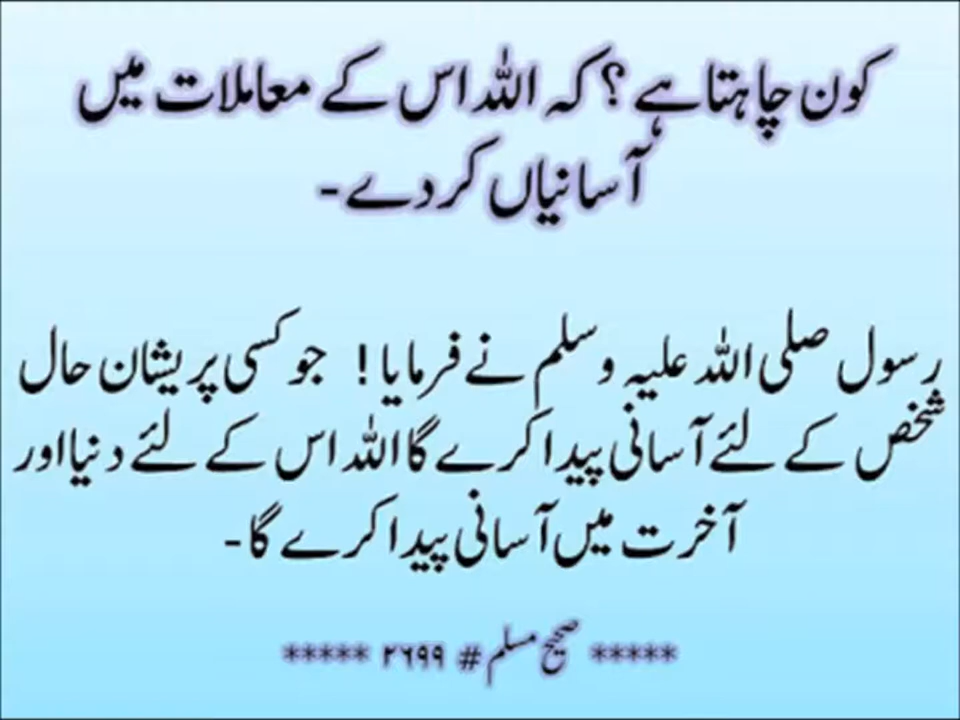 کون چاہتا ہے؟ کہ اللہ اس کے معاملات میں
آسانیاں کر دے-
رسول صلی اللہ علیہ وسلم نے فرمایا! جو کسی پریشان حال
شخص کے لئے آسانی پیدا کرے گا اللہ اس کے لئے دنیا اور
آخرت میں آسانی پیدا کرے گا-
***** صحیح مسلم # ۲٦۹۹ *****